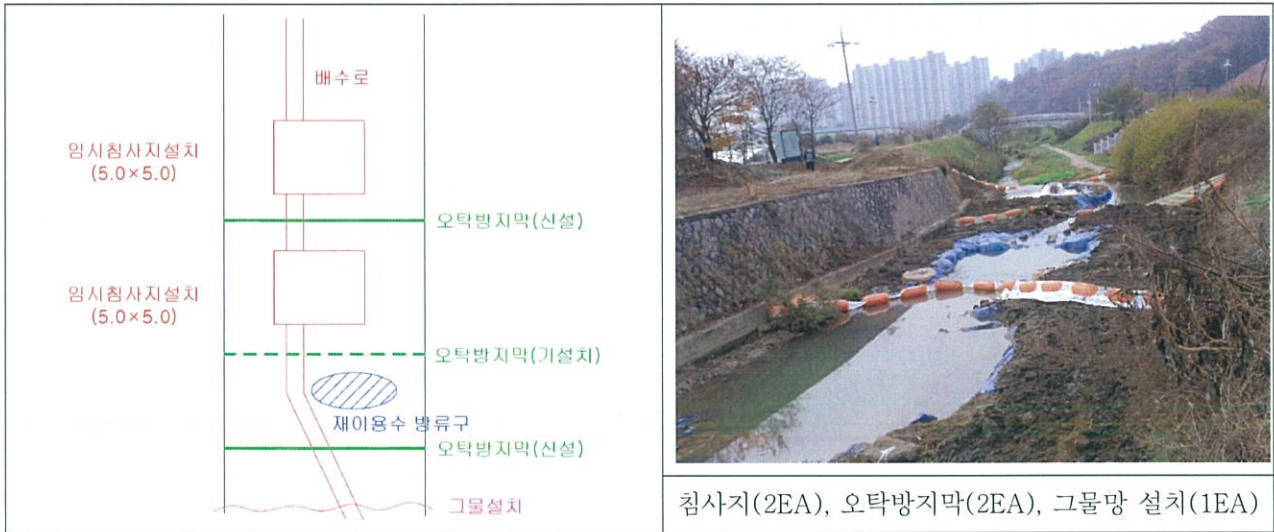 배수로
임시침사지설치
(5.0×5.0)
오탁방지막(신설)
임시침사지설치
(5.0×5.0)
오탁방지막(기설치)
재이용수 방류구
오탁방지막(신설)
그물설치
침사지(2EA), 오탁방지막(2EA), 그물망 설치(1EA)